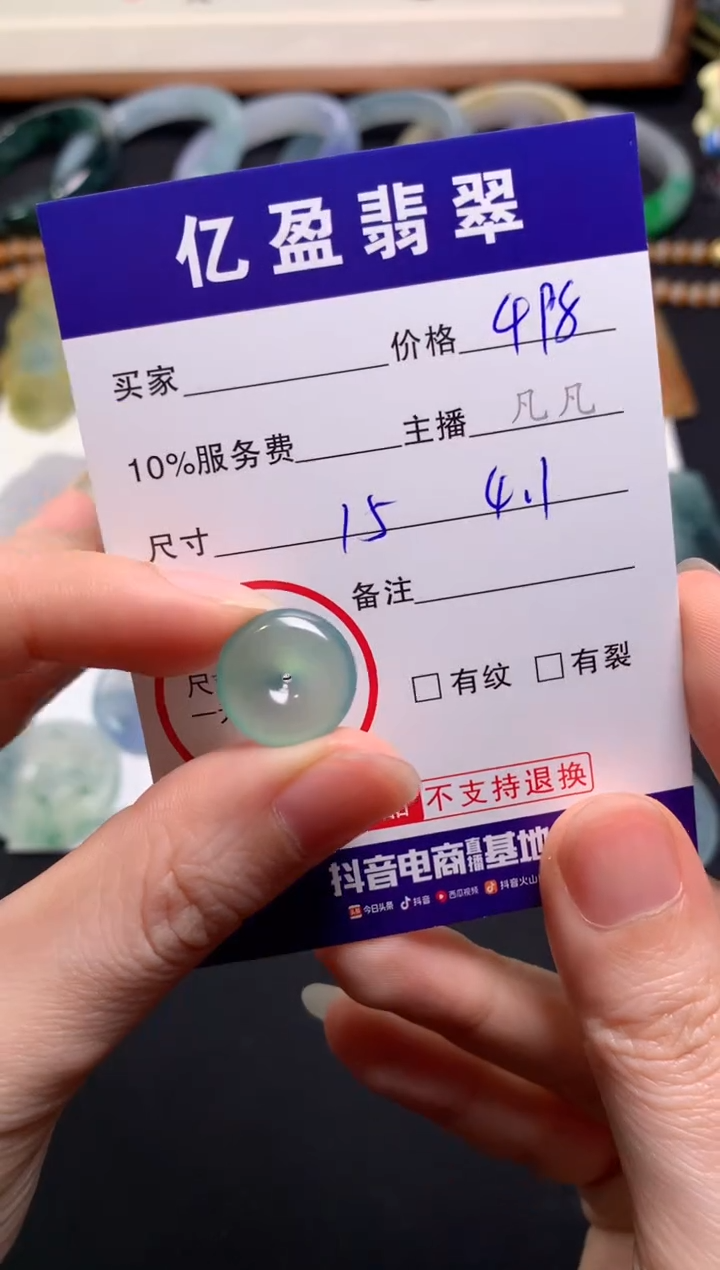 亿盈翡翠
买家 价格 498
10%服务费 主播 凡凡
尺寸 15 4.1
备注
尺
一
□有纹 □有裂
不支持退换
抖音电商直播基地
今日头条 抖音 西瓜视频 抖音火山